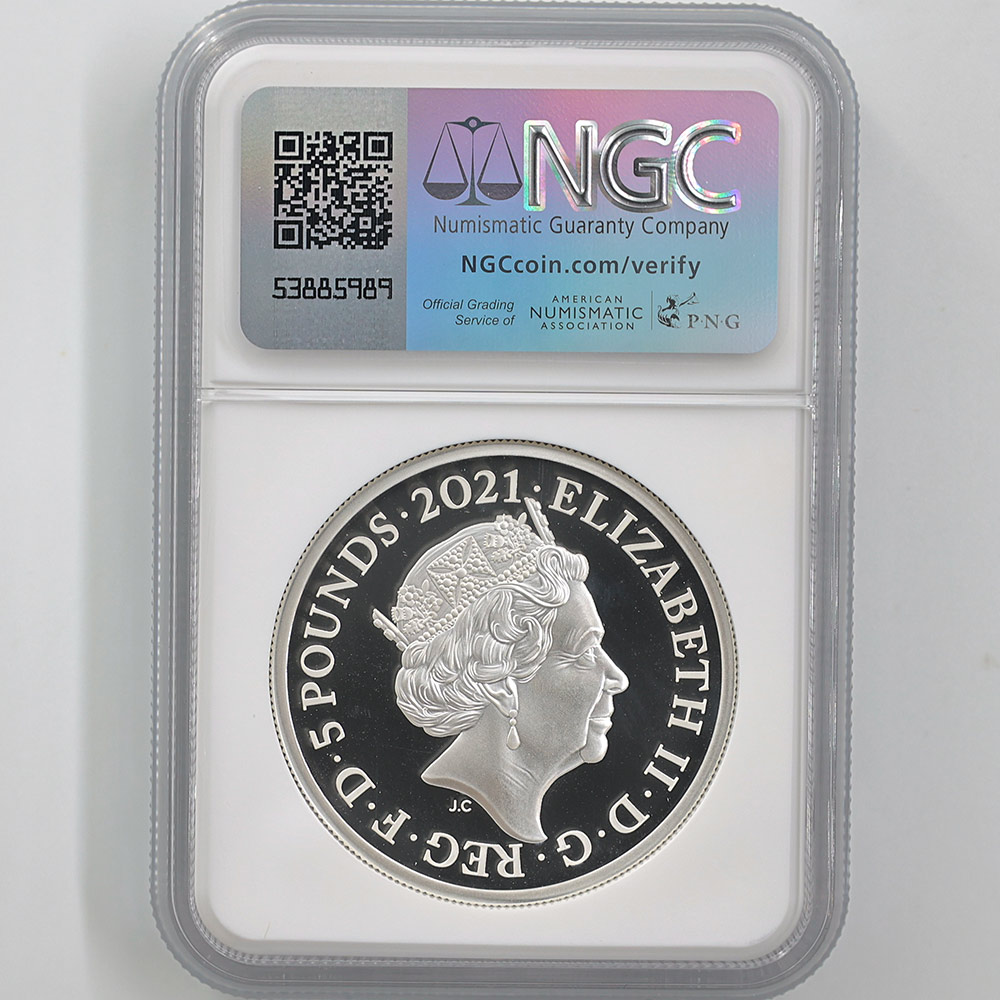 NGC
Numismatic Guaranty Company
NGCcoin.com/verify
53885989
Official Grading
Service of
AMERICAN
NUMISMATIC
ASSOCIATION
P·N·G
ELIZABETH II · D · G · REG · F · D · 5 POUNDS · 2021 ·
J.C